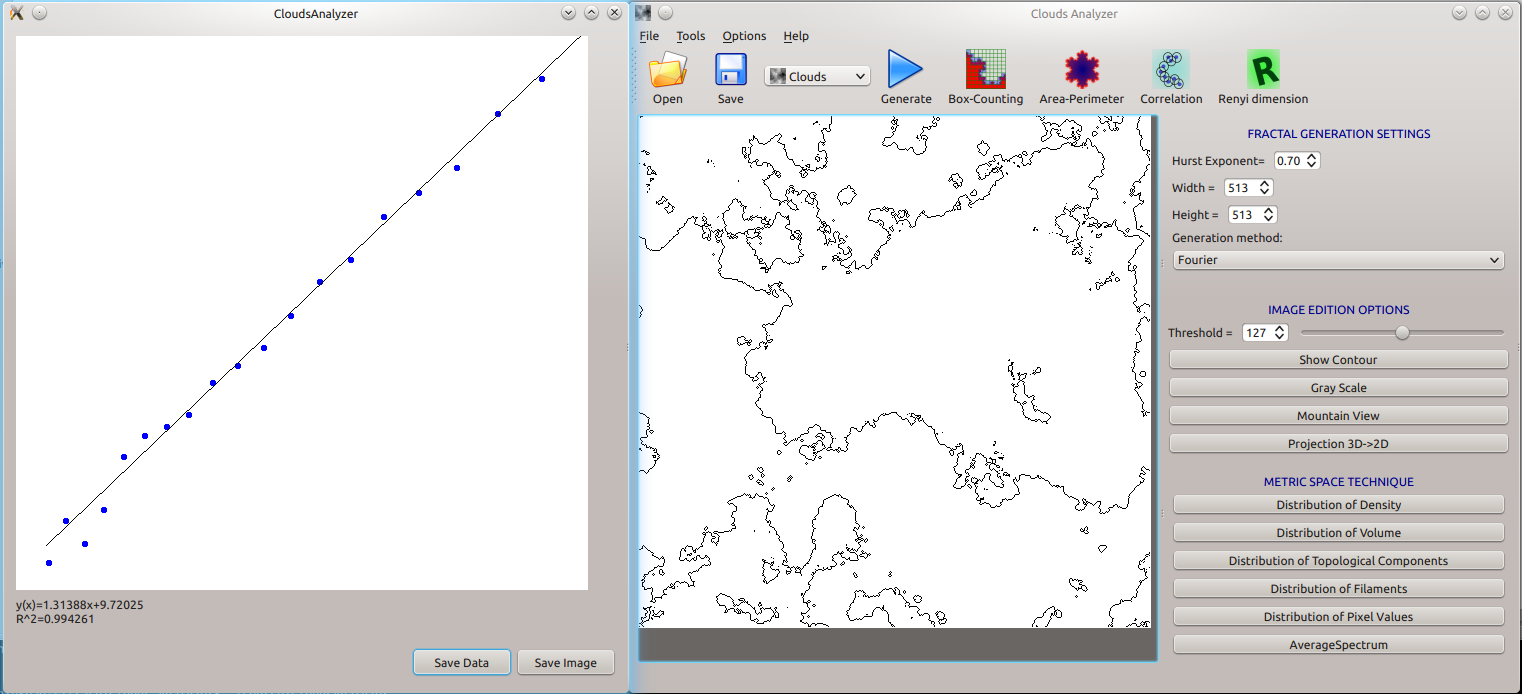 CloudsAnalyzer
y(x)=1.31388x+9.72025
R^2=0.994261
Save Data Save Image
Clouds Analyzer
File Tools Options Help
Open Save Clouds Generate Box-Counting Area-Perimeter Correlation R Renyi dimension
FRACTAL GENERATION SETTINGS
Hurst Exponent= 0.70
Width = 513
Height = 513
Generation method:
Fourier
IMAGE EDITION OPTIONS
Threshold = 127
Show Contour
Gray Scale
Mountain View
Projection 3D->2D
METRIC SPACE TECHNIQUE
Distribution of Density
Distribution of Volume
Distribution of Topological Components
Distribution of Filaments
Distribution of Pixel Values
AverageSpectrum